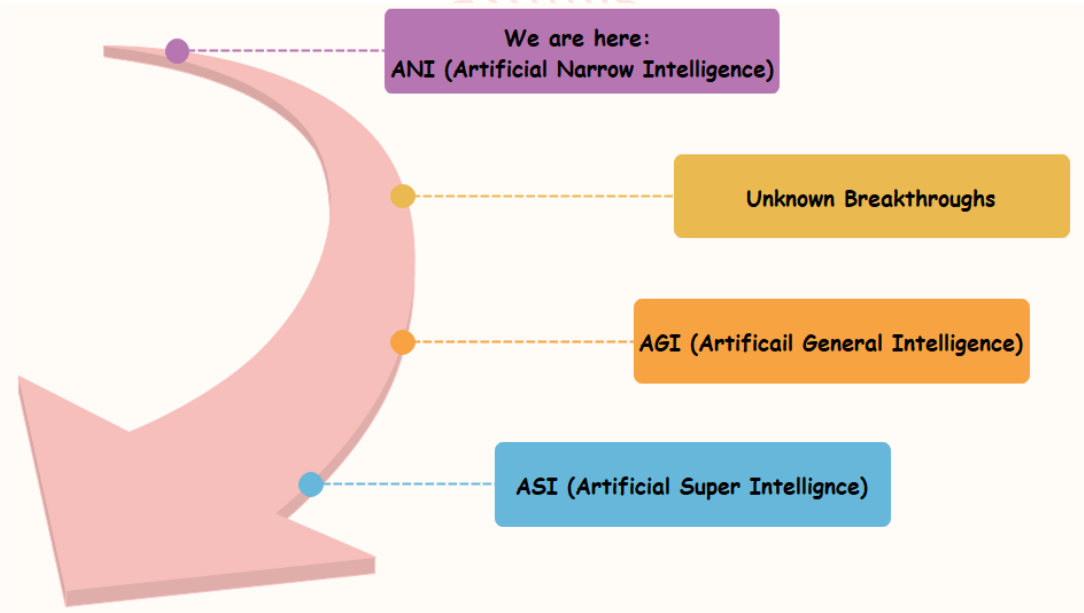 We are here:
ANI (Artificial Narrow Intelligence)
Unknown Breakthroughs
AGI (Artificail General Intelligence)
ASI (Artificial Super Intellignce)